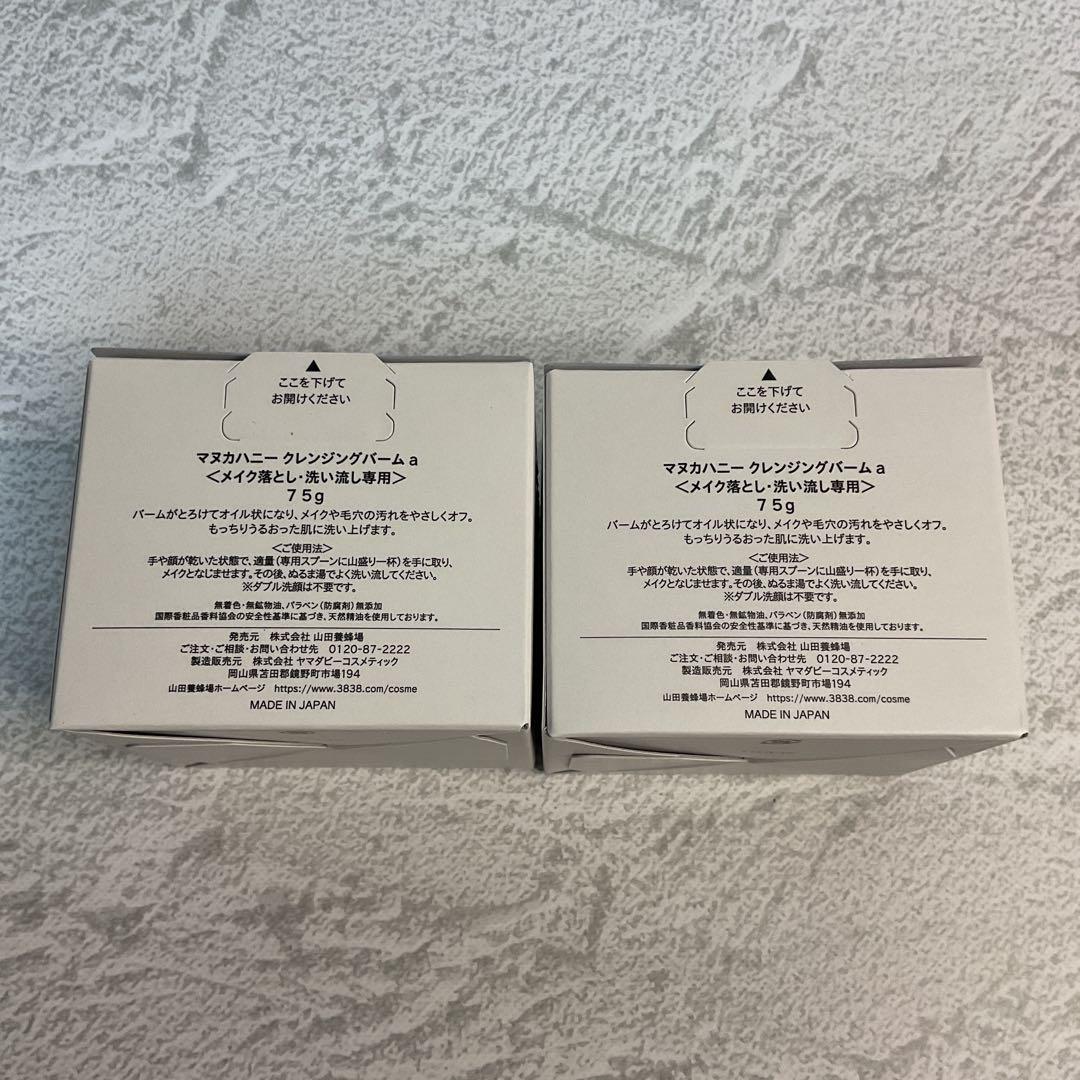 ▲
ここを下げて
お開けください
マヌカハニー クレンジングバーム a
＜メイク落とし・洗い流し専用＞
75g
バームがとろけてオイル状になり、メイクや毛穴の汚れをやさしくオフ。
もっちりうるおった肌に洗い上げます。
＜ご使用法＞
手や顔が乾いた状態で、適量（専用スプーンに山盛り一杯）を手に取り、
メイクとなじませます。その後、ぬるま湯でよく洗い流してください。
※ダブル洗顔は不要です。
無着色・無鉱物油、パラベン（防腐剤）無添加
国際香粧品香料協会の安全性基準に基づき、天然精油を使用しております。
発売元 株式会社 山田養蜂場
ご注文・ご相談・お問い合わせ先 0120-87-2222
製造販売元 株式会社 ヤマダビーコスメティック
岡山県苫田郡鏡野町市場194
山田養蜂場ホームページ https://www.3838.com/cosme
MADE IN JAPAN
▲
ここを下げて
お開けください
マヌカハニー クレンジングバーム a
＜メイク落とし・洗い流し専用＞
75g
バームがとろけてオイル状になり、メイクや毛穴の汚れをやさしくオフ。
もっちりうるおった肌に洗い上げます。
＜ご使用法＞
手や顔が乾いた状態で、適量（専用スプーンに山盛り一杯）を手に取り、
メイクとなじませます。その後、ぬるま湯でよく洗い流してください。
※ダブル洗顔は不要です。
無着色・無鉱物油、パラベン（防腐剤）無添加
国際香粧品香料協会の安全性基準に基づき、天然精油を使用しております。
発売元 株式会社 山田養蜂場
ご注文・ご相談・お問い合わせ先 0120-87-2222
製造販売元 株式会社 ヤマダビーコスメティック
岡山県苫田郡鏡野町市場194
山田養蜂場ホームページ https://www.3838.com/cosme
MADE IN JAPAN